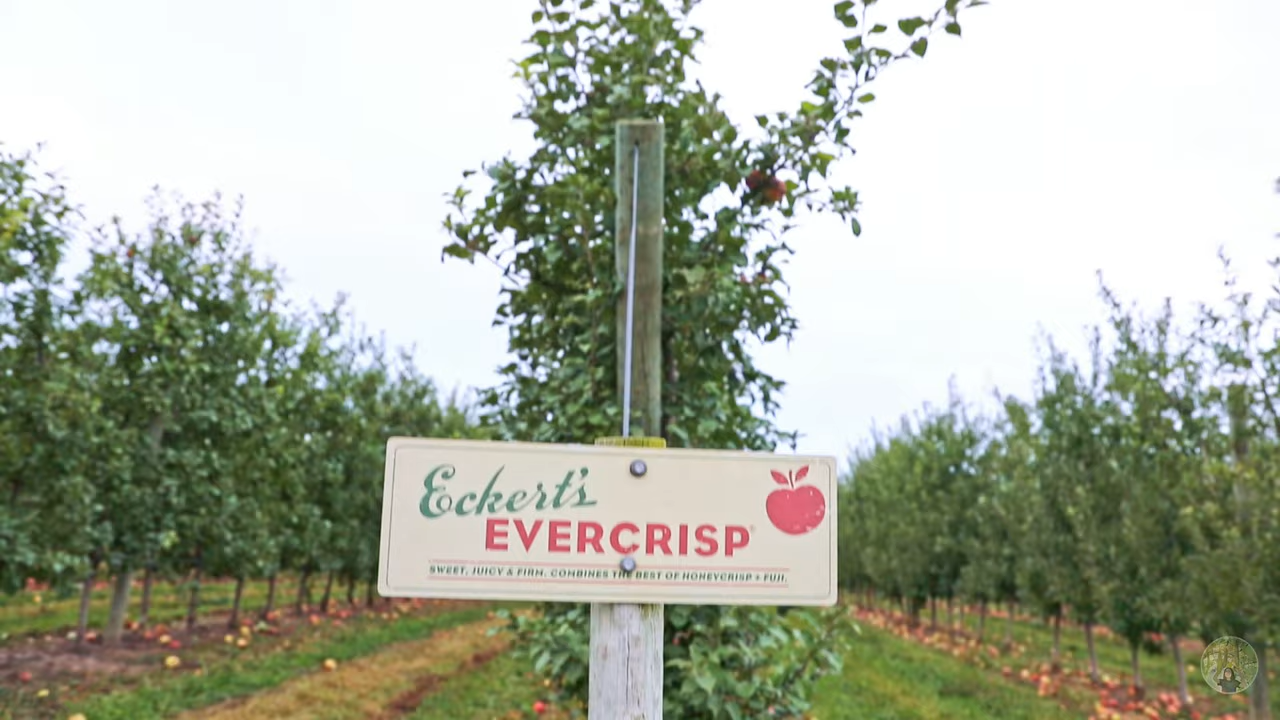 Eckert's
EVERCRISP®
SWEET, JUICY & FIRM. COMBINES THE BEST OF HONEYCRISP + FUJI.